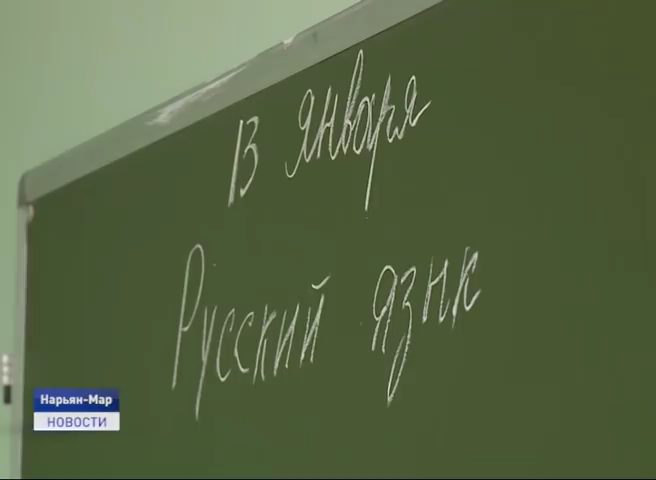 13 января
Русский язык
Нарьян-Мар
НОВОСТИ